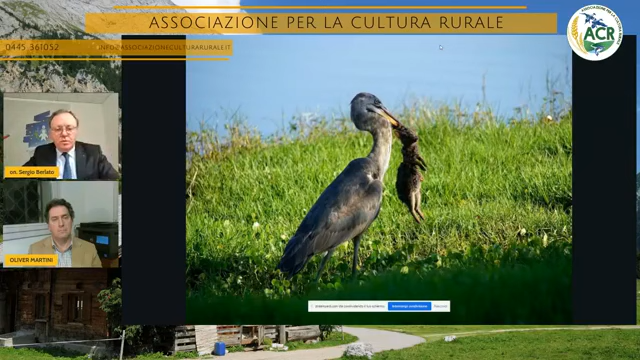 ASSOCIAZIONE PER LA CULTURA RURALE
ACR
0445 361052
INFO@ASSOCIAZIONECULTURARURALE.IT
on. Sergio Berlato
OLIVER MARTINI